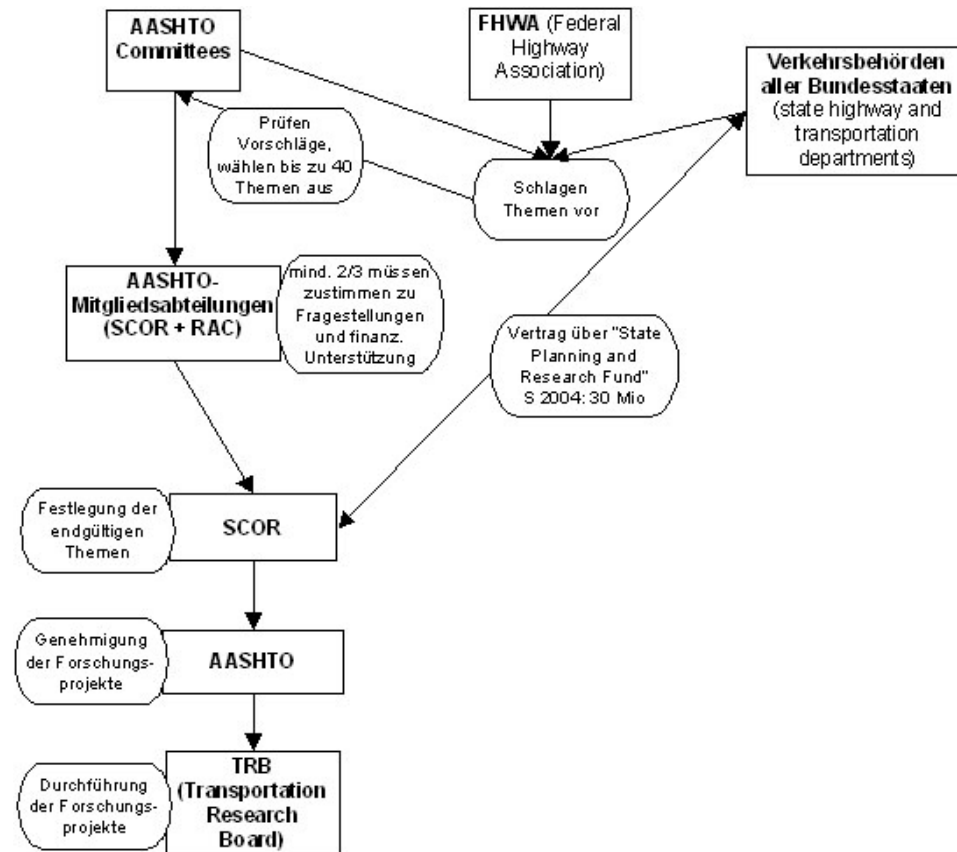 AASHTO
Committees
FHWA (Federal
Highway
Association)
Verkehrsbehörden
aller Bundesstaaten
(state highway and
transportation
departments)
Prüfen
Vorschläge,
wählen bis zu 40
Themen aus
Schlagen
Themen vor
AASHTO-
Mitgliedsabteilungen
(SCOR + RAC)
mind. 2/3 müssen
zustimmen zu
Fragestellungen
und finanz.
Unterstützung
Vertrag über "State
Planning and
Research Fund"
S 2004: 30 Mio
Festlegung der
endgültigen
Themen
SCOR
Genehmigung
der Forschungs-
projekte
AASHTO
Durchführung
der Forschungs-
projekte
TRB
(Transportation
Research
Board)